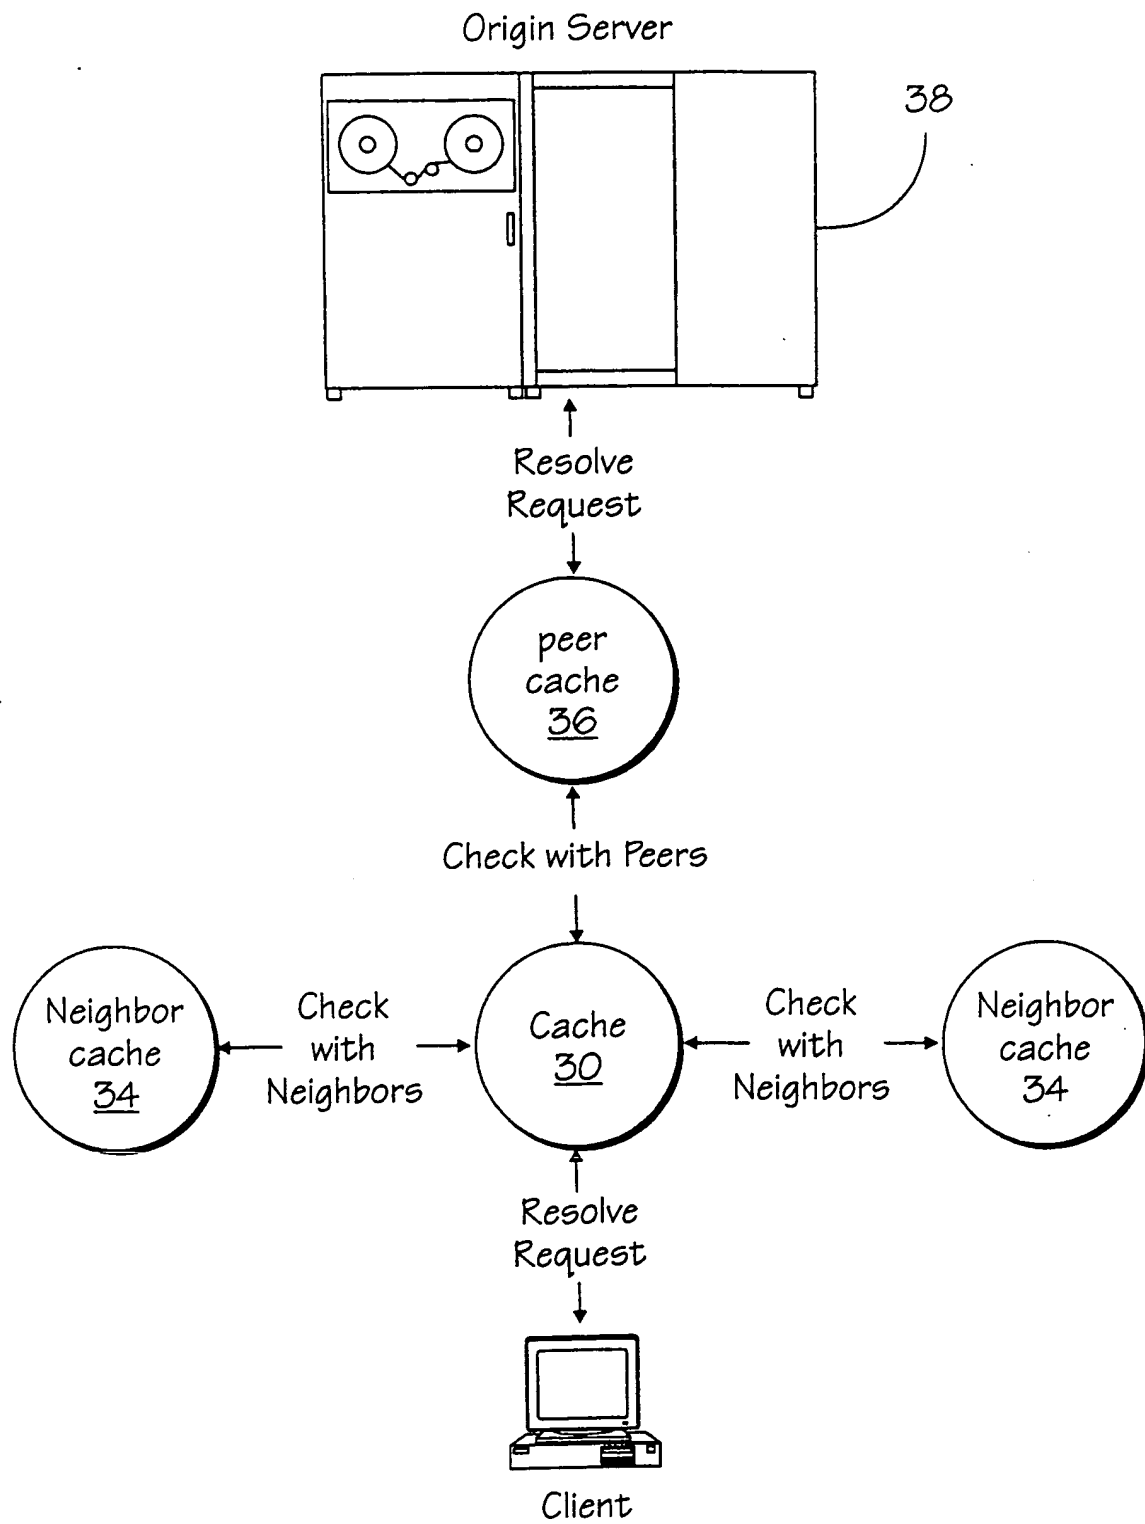 Origin Server
38
Resolve
Request
peer
cache
36
Check with Peers
Neighbor
cache
34
Check
with
Neighbors
Cache
30
Check
with
Neighbors
Neighbor
cache
34
Resolve
Request
Client